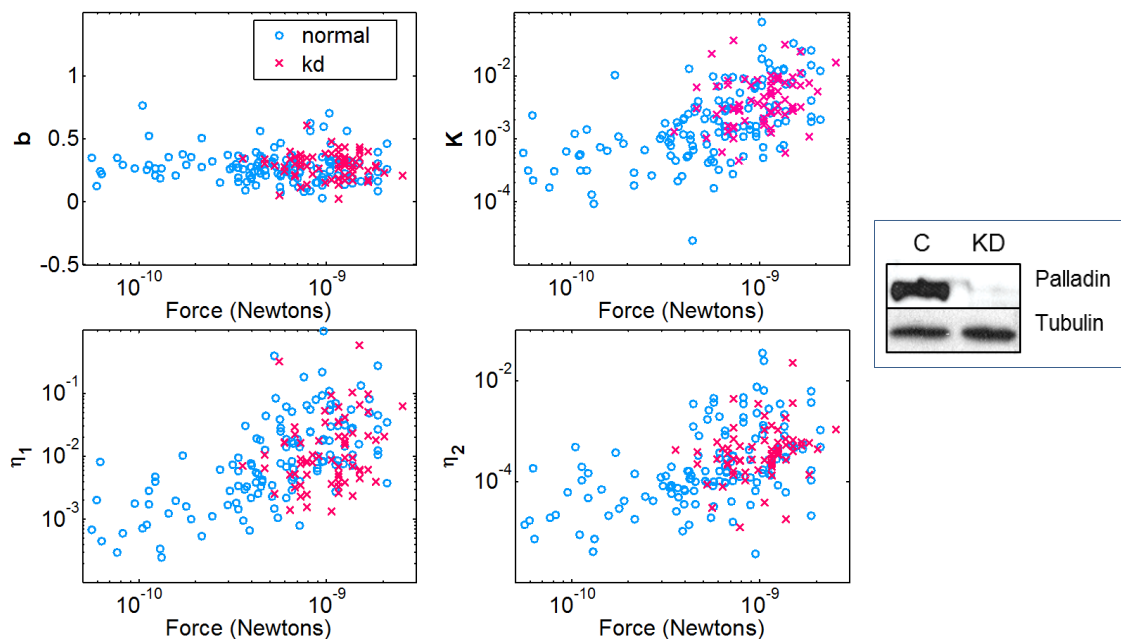 normal
kd
1
0.5
0
-0.5
b
10⁻¹⁰
10⁻⁹
Force (Newtons)
10⁻²
10⁻³
10⁻⁴
K
10⁻¹⁰
10⁻⁹
Force (Newtons)
C KD
Palladin
Tubulin
10⁻¹
10⁻²
10⁻³
η₁
10⁻¹⁰
10⁻⁹
Force (Newtons)
10⁻²
10⁻⁴
η₂
10⁻¹⁰
10⁻⁹
Force (Newtons)